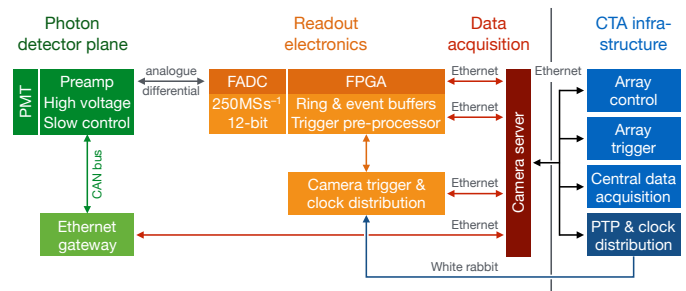 Photon
detector plane
Readout
electronics
Data
acquisition
CTA infra-
structure
PMT
Preamp
High voltage
Slow control
analogue
differential
FADC
250MSs⁻¹
12-bit
FPGA
Ring & event buffers
Trigger pre-processor
Ethernet
Ethernet
Ethernet
Camera server
Array
control
Array
trigger
CAN bus
Camera trigger &
clock distribution
Ethernet
Central data
acquisition
Ethernet
gateway
Ethernet
PTP & clock
distribution
White rabbit